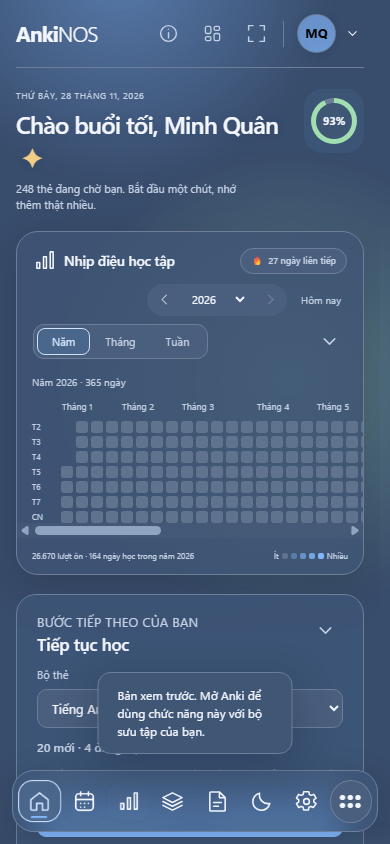 AnkiNOS
MQ
THỨ BẢY, 28 THÁNG 11, 2026
Chào buổi tối, Minh Quân
93%
248 thẻ đang chờ bạn. Bắt đầu một chút, nhớ
thêm thật nhiều.
Nhịp điệu học tập
27 ngày liên tiếp
2026
Hôm nay
Năm
Tháng
Tuần
Năm 2026 · 365 ngày
Tháng 1
Tháng 2
Tháng 3
Tháng 4
Tháng 5
T2
T3
T4
T5
T6
T7
CN
26.670 lượt ôn · 164 ngày học trong năm 2026
Ít
Nhiều
BƯỚC TIẾP THEO CỦA BẠN
Tiếp tục học
Bộ thẻ
Tiếng
Bản xem trước. Mở Anki để
dùng chức năng này với bộ
sưu tập của bạn.
20 mới · 4